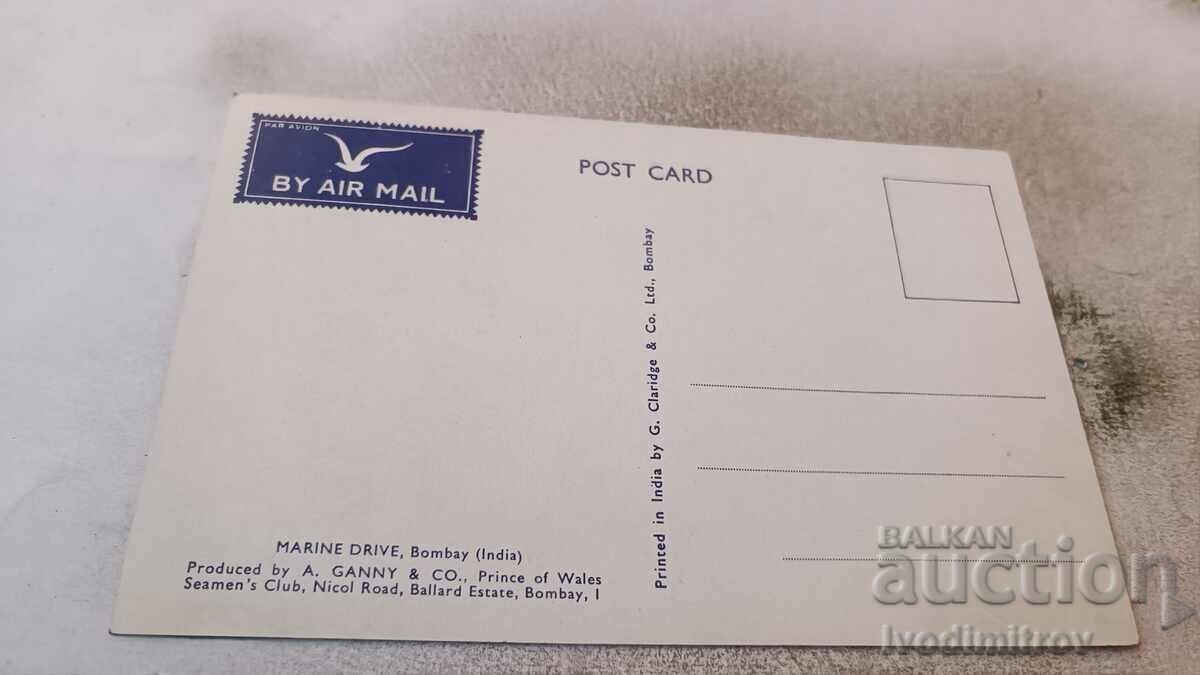 PAR AVION
BY AIR MAIL
POST CARD
Printed in India by G. Claridge & Co. Ltd., Bombay
MARINE DRIVE, Bombay (India)
Produced by A. GANNY & CO., Prince of Wales
Seamen's Club, Nicol Road, Ballard Estate, Bombay, I
BALKAN
auction
Ivodimitrov